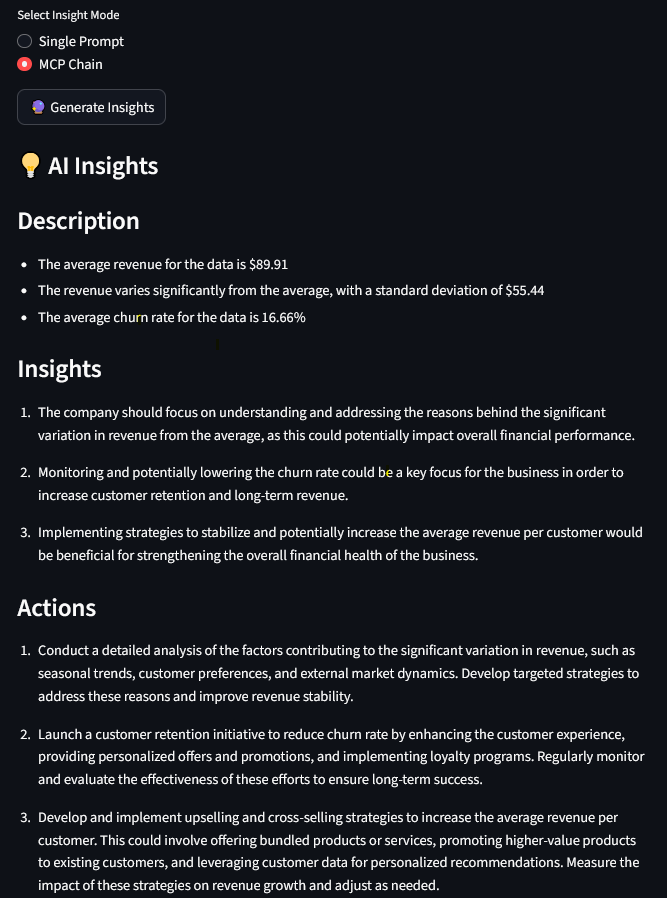 Select Insight Mode
Single Prompt
MCP Chain
Generate Insights
AI Insights
Description
• The average revenue for the data is $89.91
• The revenue varies significantly from the average, with a standard deviation of $55.44
• The average churn rate for the data is 16.66%
Insights
1. The company should focus on understanding and addressing the reasons behind the significant
variation in revenue from the average, as this could potentially impact overall financial performance.
2. Monitoring and potentially lowering the churn rate could be a key focus for the business in order to
increase customer retention and long-term revenue.
3. Implementing strategies to stabilize and potentially increase the average revenue per customer would
be beneficial for strengthening the overall financial health of the business.
Actions
1. Conduct a detailed analysis of the factors contributing to the significant variation in revenue, such as
seasonal trends, customer preferences, and external market dynamics. Develop targeted strategies to
address these reasons and improve revenue stability.
2. Launch a customer retention initiative to reduce churn rate by enhancing the customer experience,
providing personalized offers and promotions, and implementing loyalty programs. Regularly monitor
and evaluate the effectiveness of these efforts to ensure long-term success.
3. Develop and implement upselling and cross-selling strategies to increase the average revenue per
customer. This could involve offering bundled products or services, promoting higher-value products
to existing customers, and leveraging customer data for personalized recommendations. Measure the
impact of these strategies on revenue growth and adjust as needed.